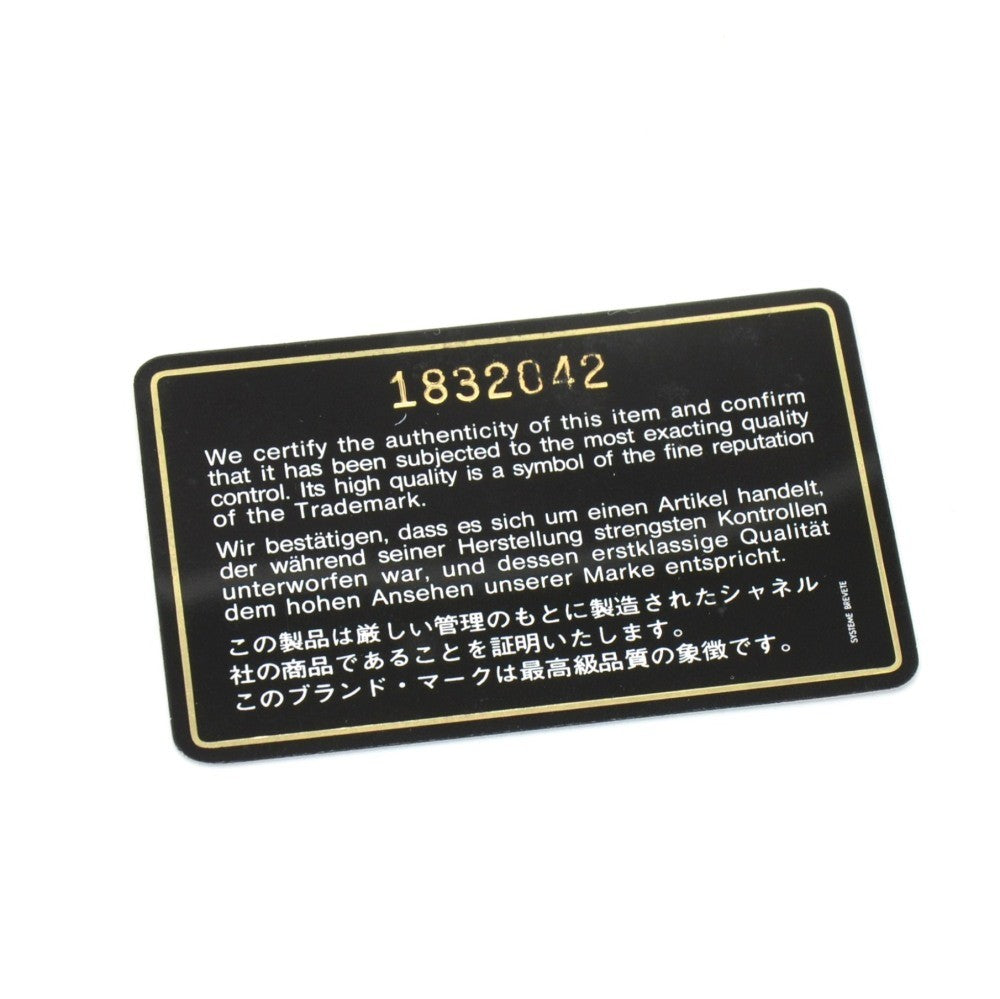 1832042
We certify the authenticity of this item and confirm
that it has been subjected to the most exacting quality
control. Its high quality is a symbol of the fine reputation
of the Trademark.
Wir bestätigen, dass es sich um einen Artikel handelt,
der während seiner Herstellung strengsten Kontrollen
unterworfen war, und dessen erstklassige Qualität
dem hohen Ansehen unserer Marke entspricht.
この製品は厳しい管理のもとに製造されたシャネル
社の商品であることを証明いたします。
このブランド・マークは最高級品質の象徴です。
SYSTEME BREVETE